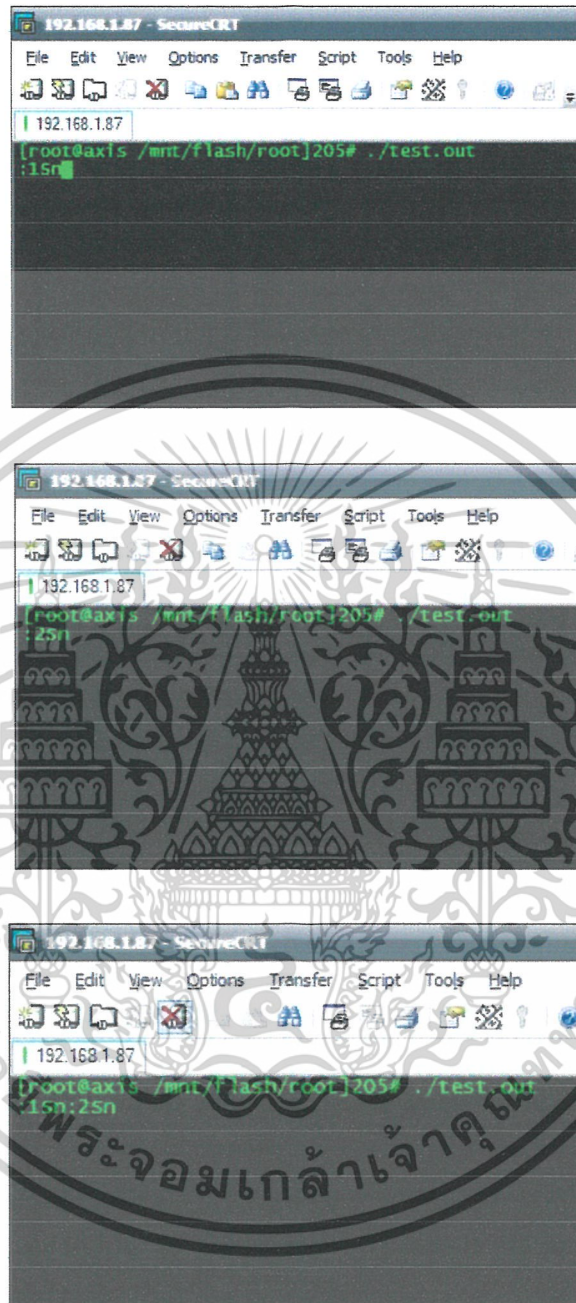 192.168.1.87 - SecureCRT
File Edit View Options Transfer Script Tools Help
192.168.1.87
[root@axis /mnt/flash/root]205# ./test.out
:1sn
192.168.1.87 - SecureCRT
File Edit View Options Transfer Script Tools Help
192.168.1.87
[root@axis /mnt/flash/root]205# ./test.out
:2sn
192.168.1.87 - SecureCRT
File Edit View Options Transfer Script Tools Help
192.168.1.87
[root@axis /mnt/flash/root]205# ./test.out
:1sn:2sn
พระจอมเกล้าเจ้าคุณ